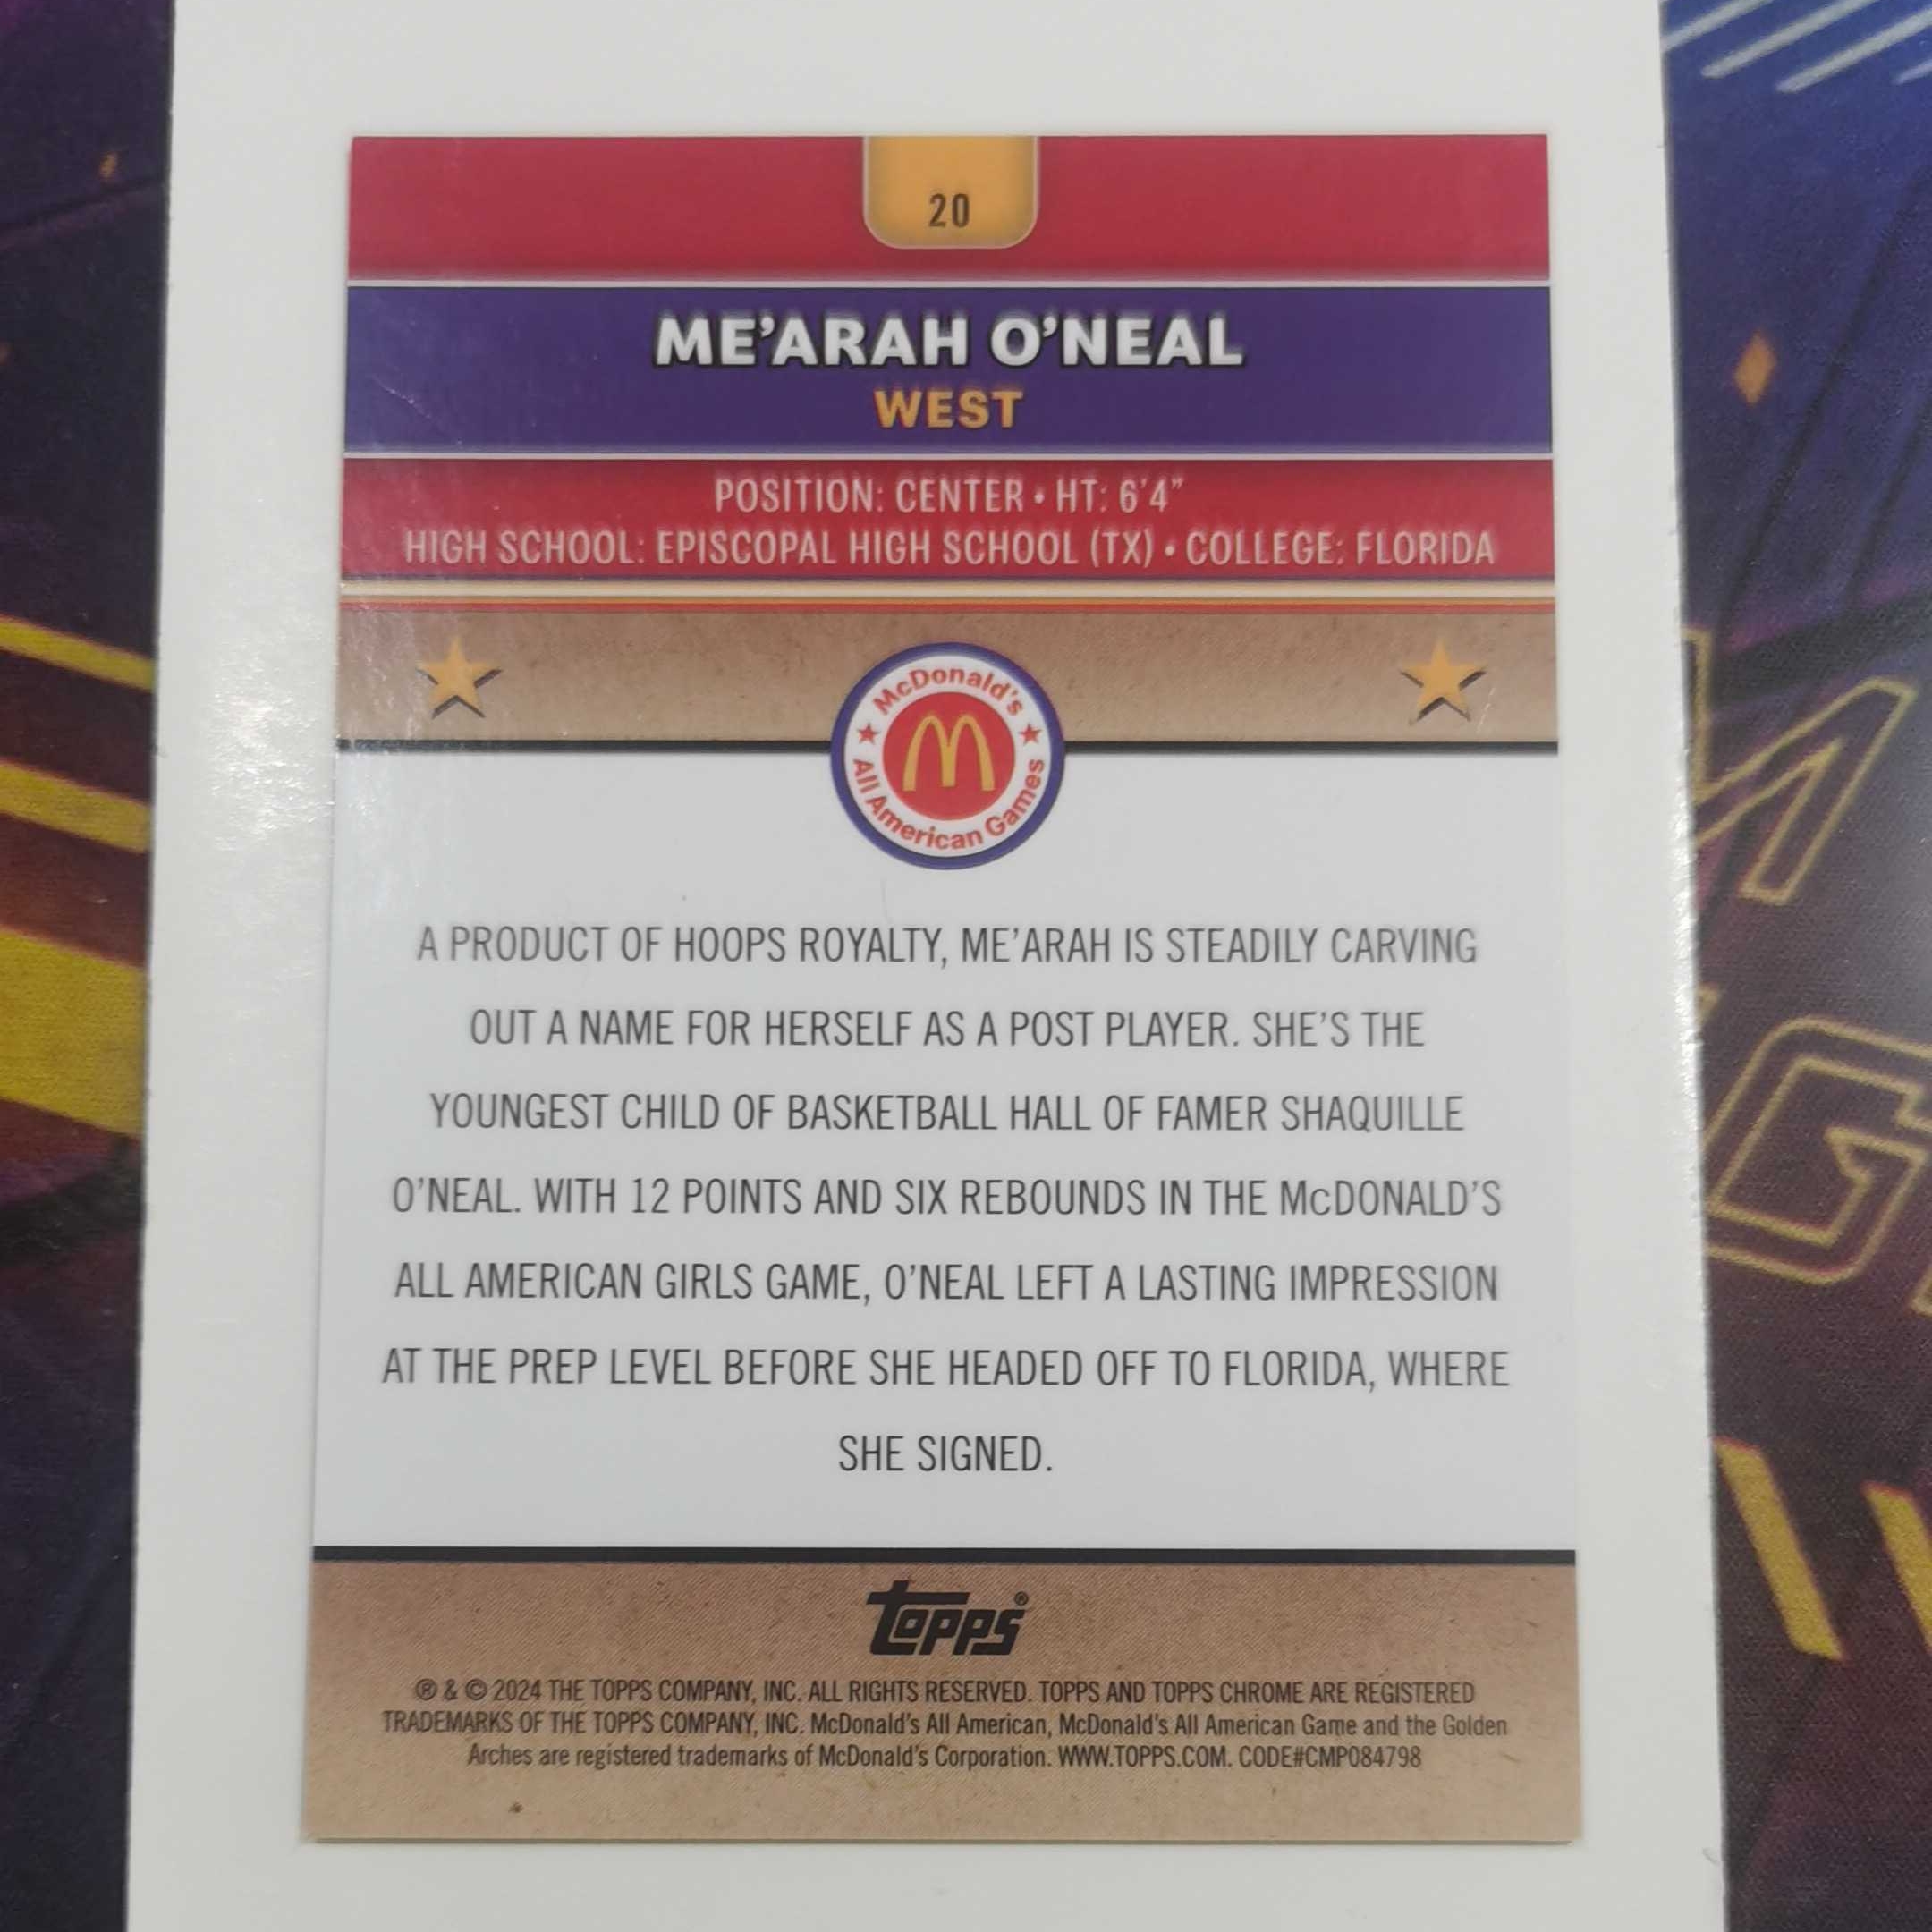 20
ME'ARAH O'NEAL
WEST
POSITION: CENTER • HT: 6'4"
HIGH SCHOOL: EPISCOPAL HIGH SCHOOL (TX) • COLLEGE: FLORIDA
McDonald's
All American Games
A PRODUCT OF HOOPS ROYALTY, ME'ARAH IS STEADILY CARVING
OUT A NAME FOR HERSELF AS A POST PLAYER. SHE'S THE
YOUNGEST CHILD OF BASKETBALL HALL OF FAMER SHAQUILLE
O'NEAL. WITH 12 POINTS AND SIX REBOUNDS IN THE McDONALD'S
ALL AMERICAN GIRLS GAME, O'NEAL LEFT A LASTING IMPRESSION
AT THE PREP LEVEL BEFORE SHE HEADED OFF TO FLORIDA, WHERE
SHE SIGNED.
topps®
® & © 2024 THE TOPPS COMPANY, INC. ALL RIGHTS RESERVED. TOPPS AND TOPPS CHROME ARE REGISTERED
TRADEMARKS OF THE TOPPS COMPANY, INC. McDonald's All American, McDonald's All American Game and the Golden
Arches are registered trademarks of McDonald's Corporation. WWW.TOPPS.COM. CODE#CMP084798